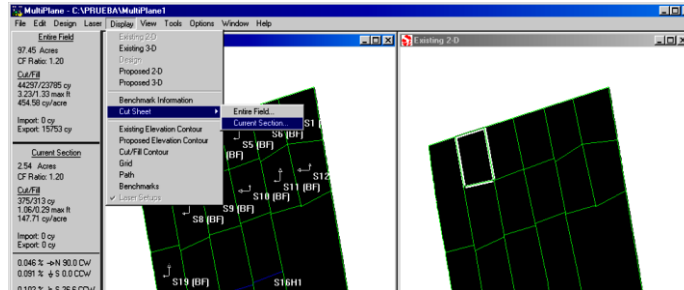 MultiPlane - C:\PRUEBA\MultiPlane1
File Edit Design Laser Display View Tools Options Window Help
Entire Field
97.45 Acres
CF Ratio: 1.20
Cut/Fill
44297/23785 cy
3.23/1.33 max ft
454.58 cy/acre
Import: 0 cy
Export: 15753 cy
Current Section
2.54 Acres
CF Ratio: 1.20
Cut/Fill
375/313 cy
1.06/0.29 max ft
147.71 cy/acre
Import: 0 cy
Export: 0 cy
0.046 % ->N 90.0 CW
0.091 % S 0.0 CCW
0.102 % S 26.6 CCW
Existing 2-D
Existing 3-D
Design
Proposed 2-D
Proposed 3-D
Benchmark Information
Cut Sheet
Existing Elevation Contour
Proposed Elevation Contour
Cut/Fill Contour
Grid
Path
Benchmarks
Laser Setups
Entire Field...
Current Section...
S1 (
S6 (BF)
S5 (BF)
(BF)
S12
S11 (BF)
S10 (BF)
S9 (BF)
S8 (BF)
S19 (BF)
S16H1
Existing 2-D